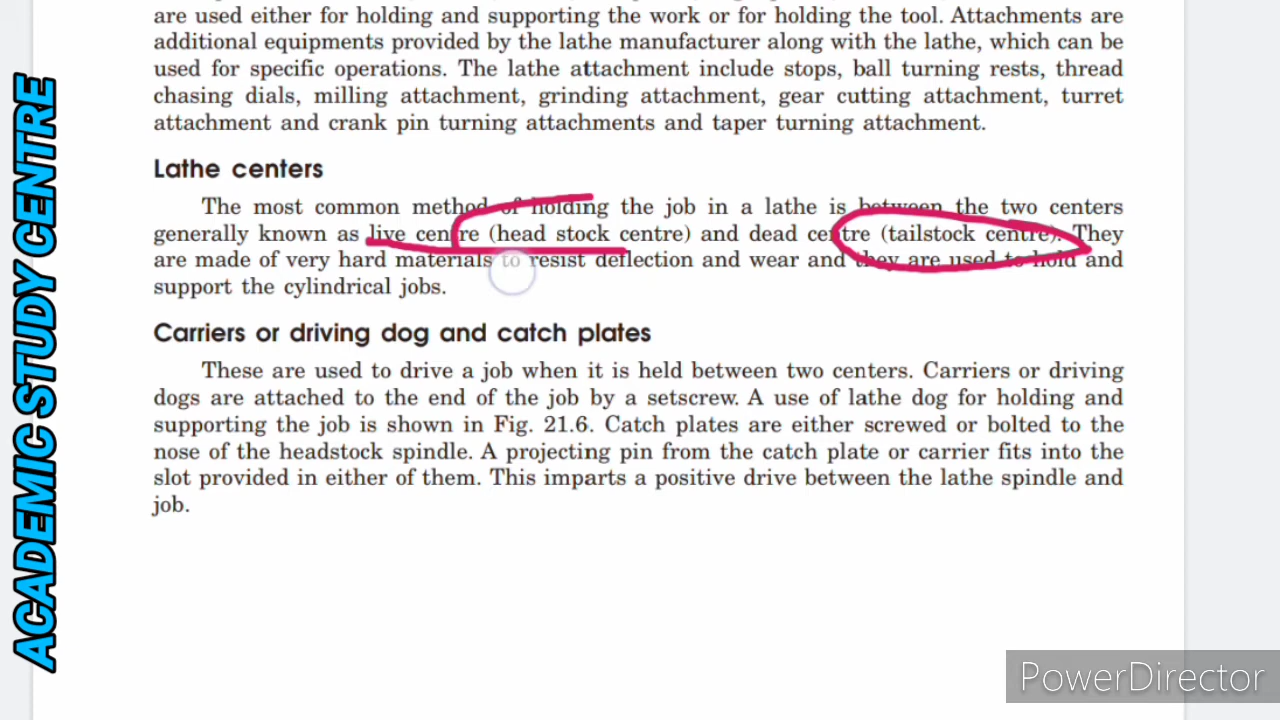 are used either for holding and supporting the work or for holding the tool. Attachments are
additional equipments provided by the lathe manufacturer along with the lathe, which can be
used for specific operations. The lathe attachment include stops, ball turning rests, thread
chasing dials, milling attachment, grinding attachment, gear cutting attachment, turret
attachment and crank pin turning attachments and taper turning attachment.
Lathe centers
The most common method of holding the job in a lathe is between the two centers
generally known as live centre (head stock centre) and dead centre (tailstock centre). They
are made of very hard materials to resist deflection and wear and they are used to hold and
support the cylindrical jobs.
Carriers or driving dog and catch plates
These are used to drive a job when it is held between two centers. Carriers or driving
dogs are attached to the end of the job by a setscrew. A use of lathe dog for holding and
supporting the job is shown in Fig. 21.6. Catch plates are either screwed or bolted to the
nose of the headstock spindle. A projecting pin from the catch plate or carrier fits into the
slot provided in either of them. This imparts a positive drive between the lathe spindle and
job.
ACADEMIC STUDY CENTRE
PowerDirector